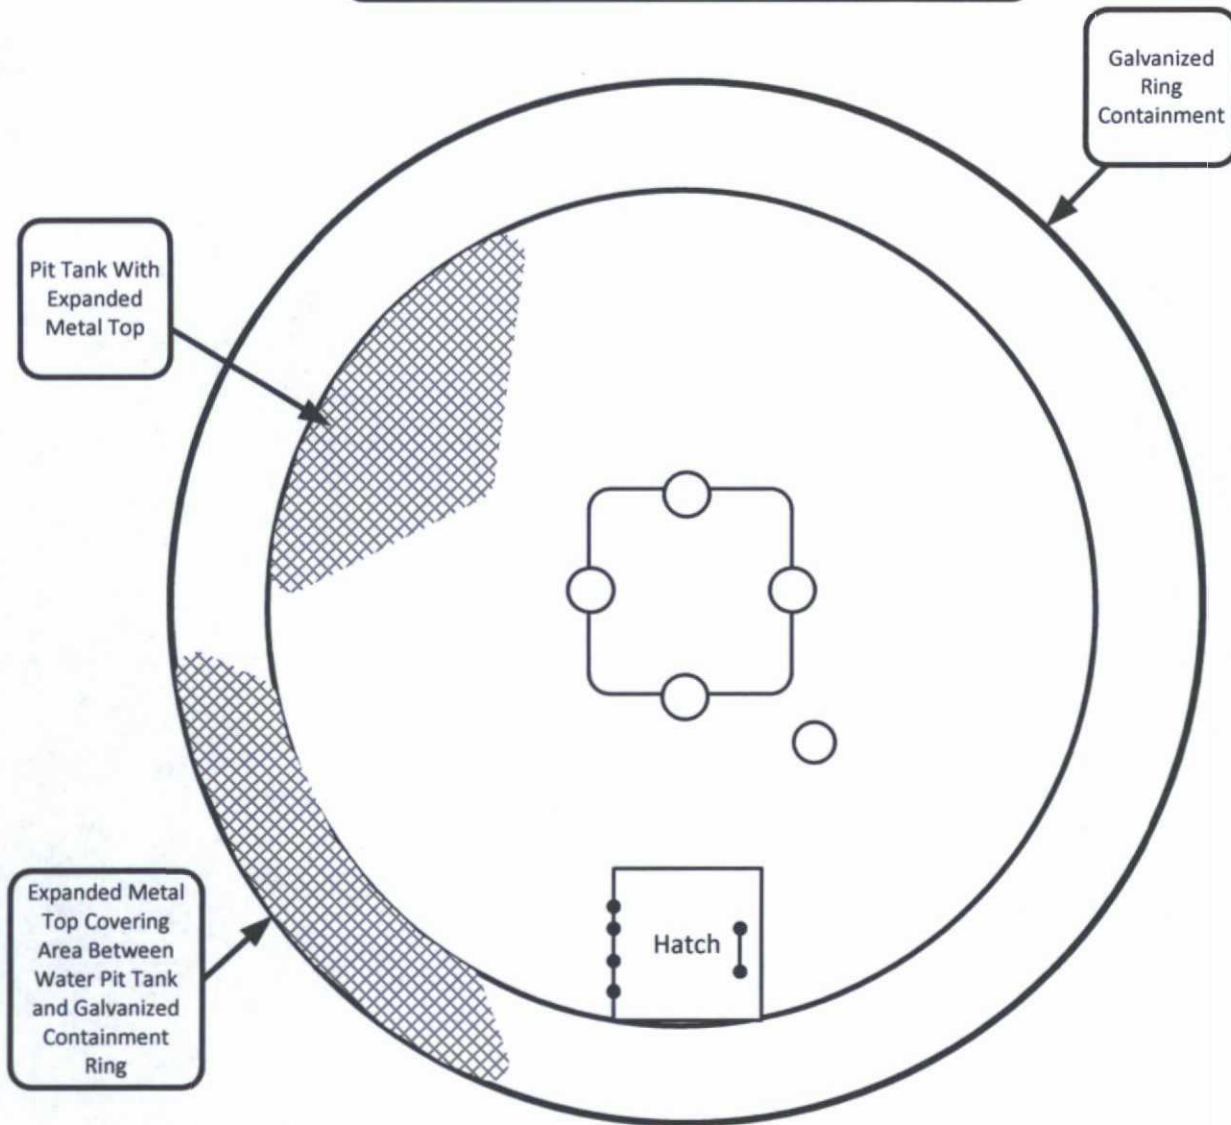 Galvanized
Ring
Containment
Pit Tank With
Expanded
Metal Top
Expanded Metal
Top Covering
Area Between
Water Pit Tank
and Galvanized
Containment
Ring
Hatch